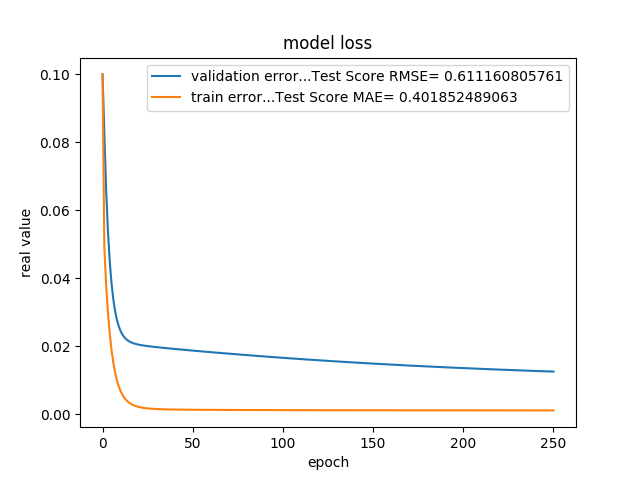 model loss
validation error...Test Score RMSE= 0.611160805761
train error...Test Score MAE= 0.401852489063
0.10
0.08
0.06
0.04
0.02
0.00
real value
0 50 100 150 200 250
epoch